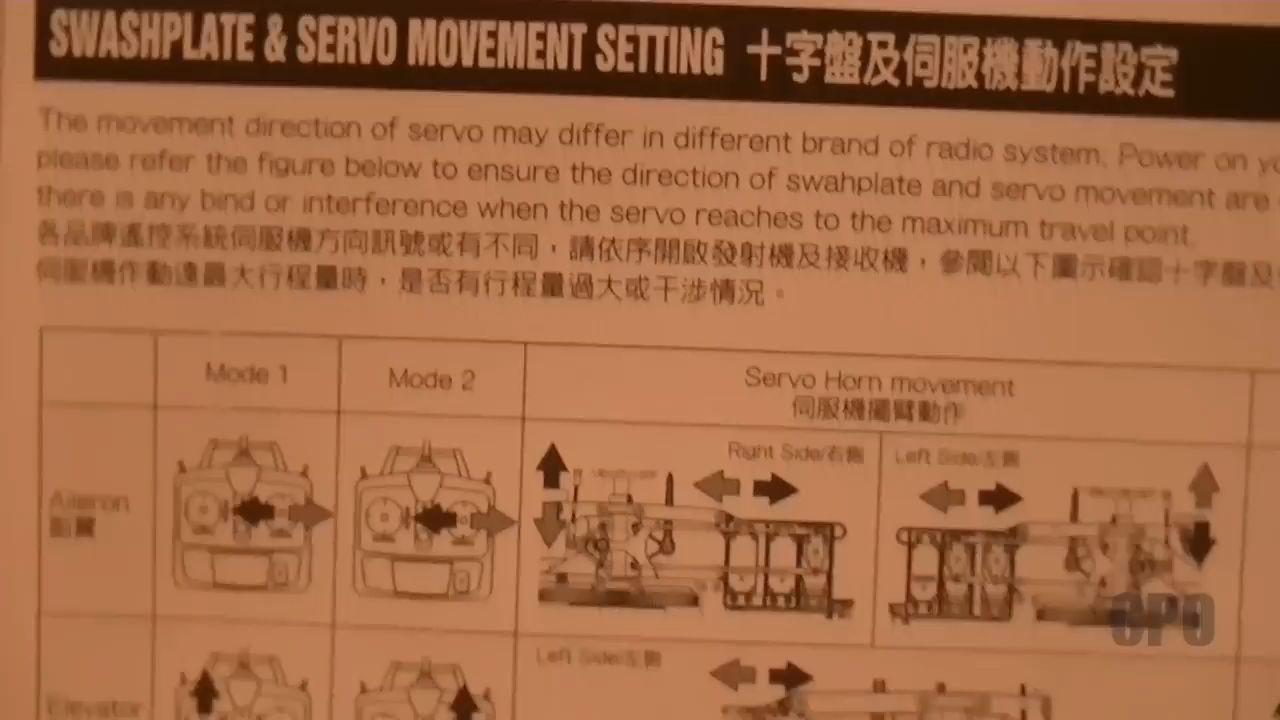 SWASHPLATE & SERVO MOVEMENT SETTING 十字盤及伺服機動作設定
The movement direction of servo may differ in different brand of radio system. Power on
please refer the figure below to ensure the direction of swahplate and servo movement are
there is any bind or interference when the servo reaches to the maximum travel point.
各品牌遙控系統伺服機方向訊號或有不同，請依序開啟發射機及接收機，參閱以下圖示確認十字盤及
伺服機作動達最大行程量時，是否有行程量過大或干涉情況。
Mode 1
Mode 2
Servo Horn movement
伺服機擺臂動作
Aileron
副翼
Right Side/右側
Left Side/左側
CPO
Elevator
Left Side/左側